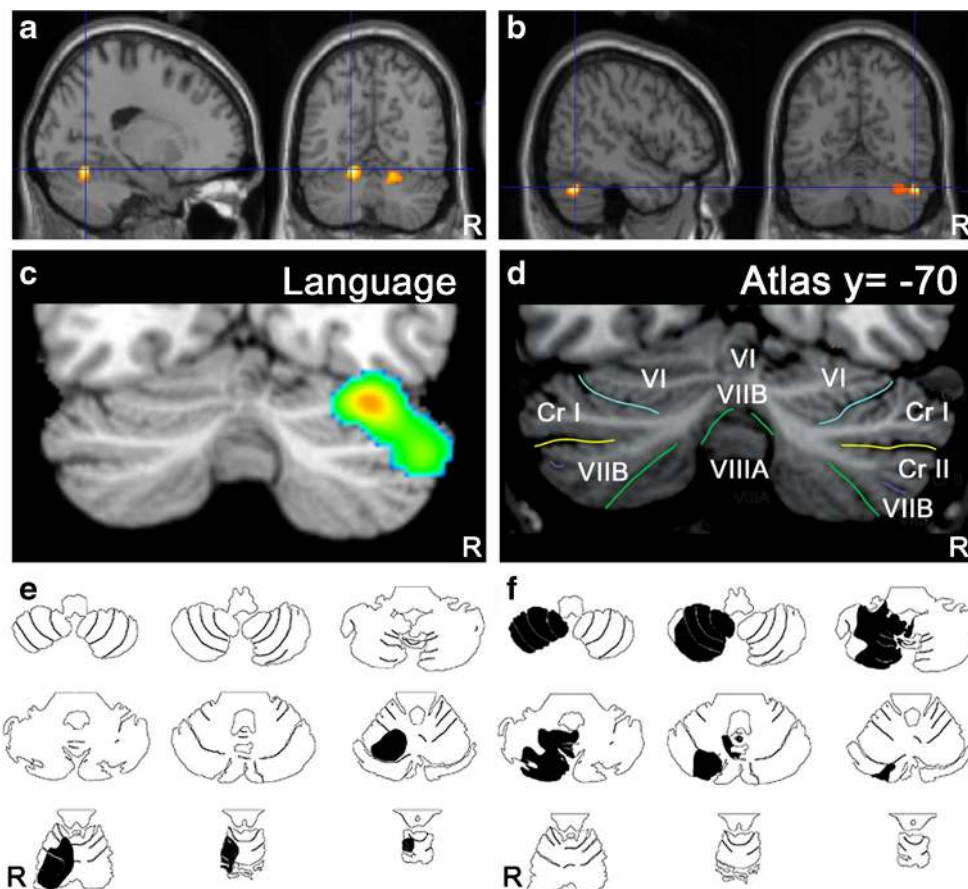 a
R
b
R
c
Language
R
d
Atlas y= -70
VI
VI
VI
VIIB
Cr I
Cr I
VIIB
VIIIA
Cr II
VIIB
R
e
R
f